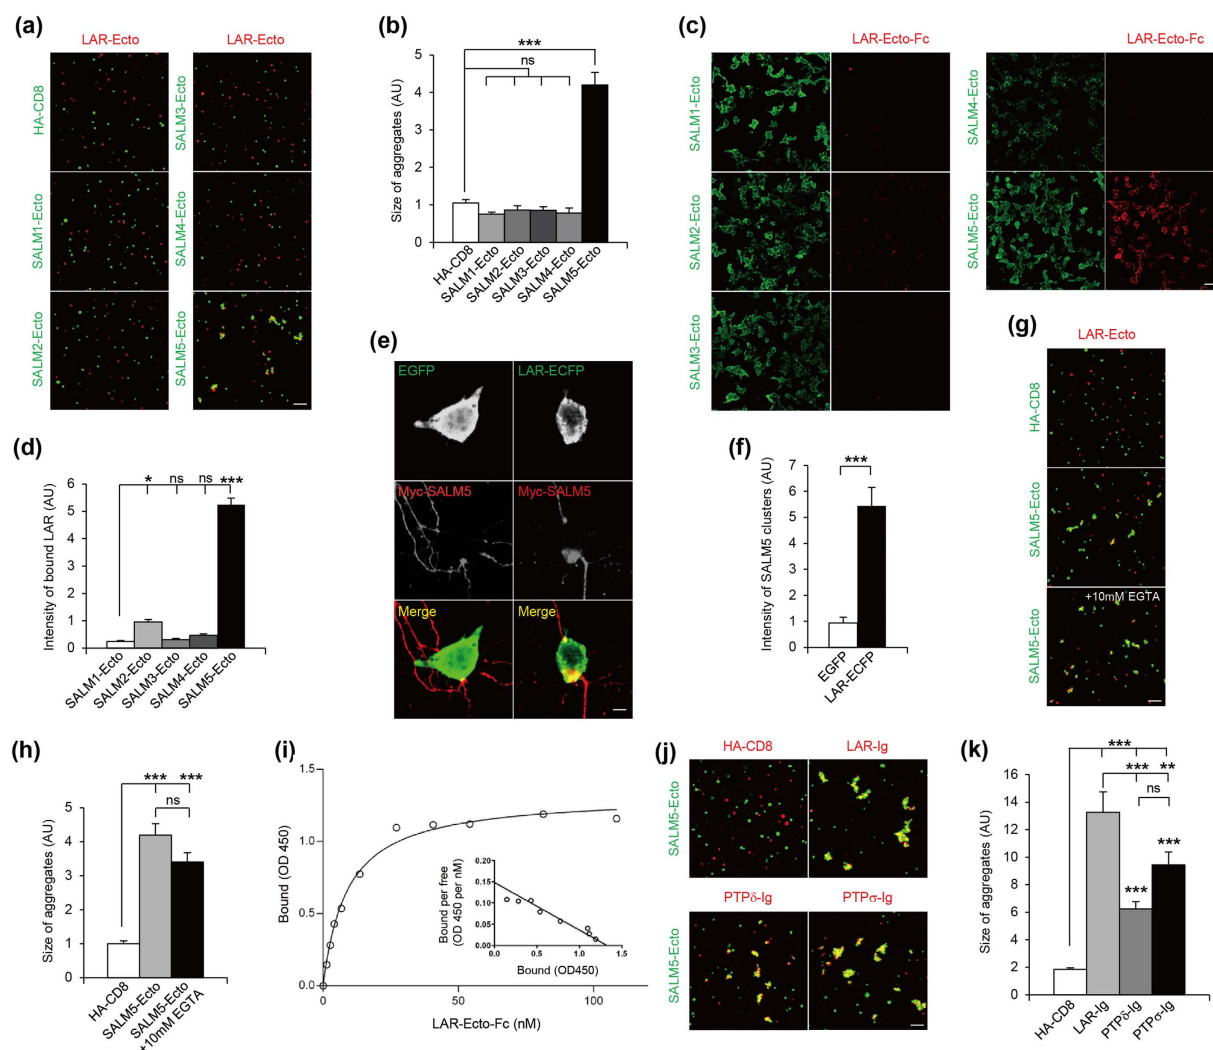 (a)
LAR-Ecto
LAR-Ecto
HA-CD8
SALM3-Ecto
SALM1-Ecto
SALM4-Ecto
SALM2-Ecto
SALM5-Ecto
(b)
***
ns
Size of aggregates (AU)
5
4
3
2
1
0
HA-CD8
SALM1-Ecto
SALM2-Ecto
SALM3-Ecto
SALM4-Ecto
SALM5-Ecto
(c)
LAR-Ecto-Fc
LAR-Ecto-Fc
SALM1-Ecto
SALM4-Ecto
SALM2-Ecto
SALM5-Ecto
SALM3-Ecto
(d)
* ns ns ***
Intensity of bound LAR (AU)
6
5
4
3
2
1
0
SALM1-Ecto
SALM2-Ecto
SALM3-Ecto
SALM4-Ecto
SALM5-Ecto
(e)
EGFP
LAR-ECFP
Myc-SALM5
Myc-SALM5
Merge
Merge
(f)
***
Intensity of SALM5 clusters (AU)
7
6
5
4
3
2
1
0
EGFP
LAR-ECFP
(g)
LAR-Ecto
HA-CD8
SALM5-Ecto
+10mM EGTA
SALM5-Ecto
(h)
*** ***
ns
Size of aggregates (AU)
5
4
3
2
1
0
HA-CD8
SALM5-Ecto
SALM5-Ecto
+10mM EGTA
(i)
Bound (OD 450)
1.5
1.0
0.5
0.0
0
50
100
LAR-Ecto-Fc (nM)
Bound per free
(OD 450 per nM)
0.20
0.15
0.10
0.05
0.00
0.0
0.5
1.0
1.5
Bound (OD450)
(j)
HA-CD8
LAR-Ig
SALM5-Ecto
PTPδ-Ig
PTPσ-Ig
SALM5-Ecto
(k)
***
*** **
ns
***
***
Size of aggregates (AU)
16
14
12
10
8
6
4
2
0
HA-CD8
LAR-Ig
PTPδ-Ig
PTPσ-Ig